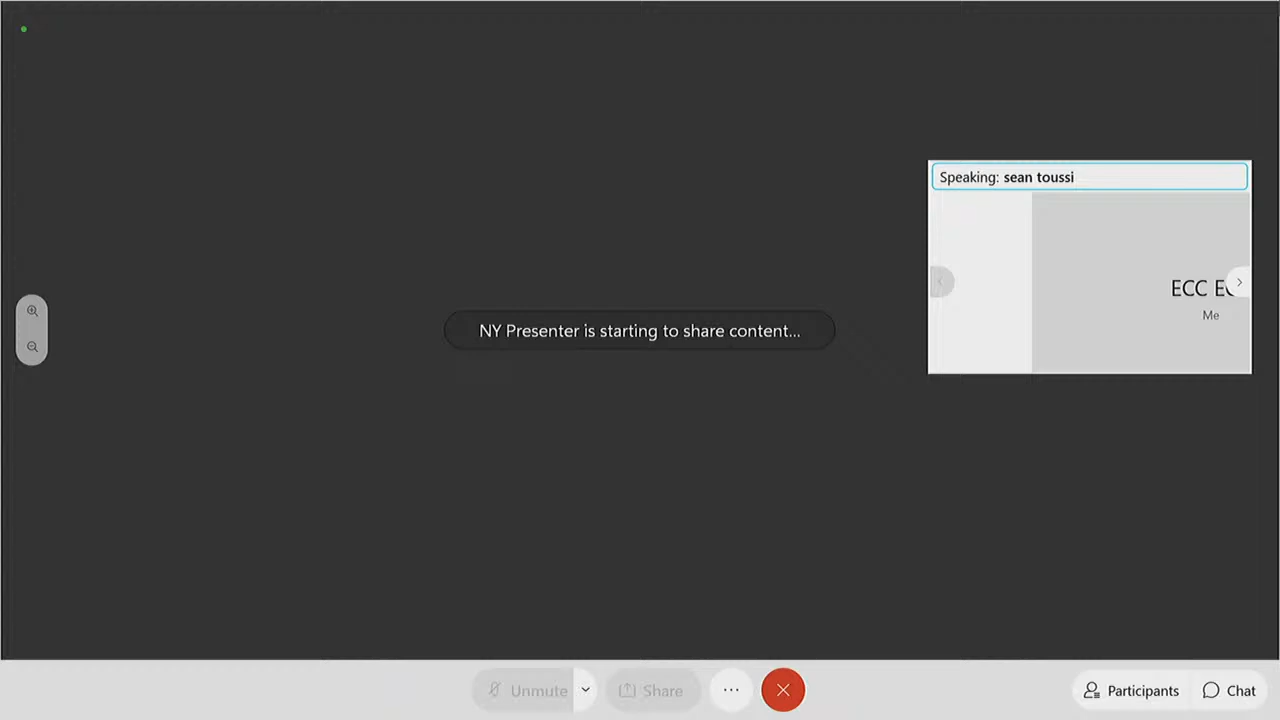 Speaking: sean toussi
ECC
Me
NY Presenter is starting to share content...
Unmute
Share
Participants
Chat